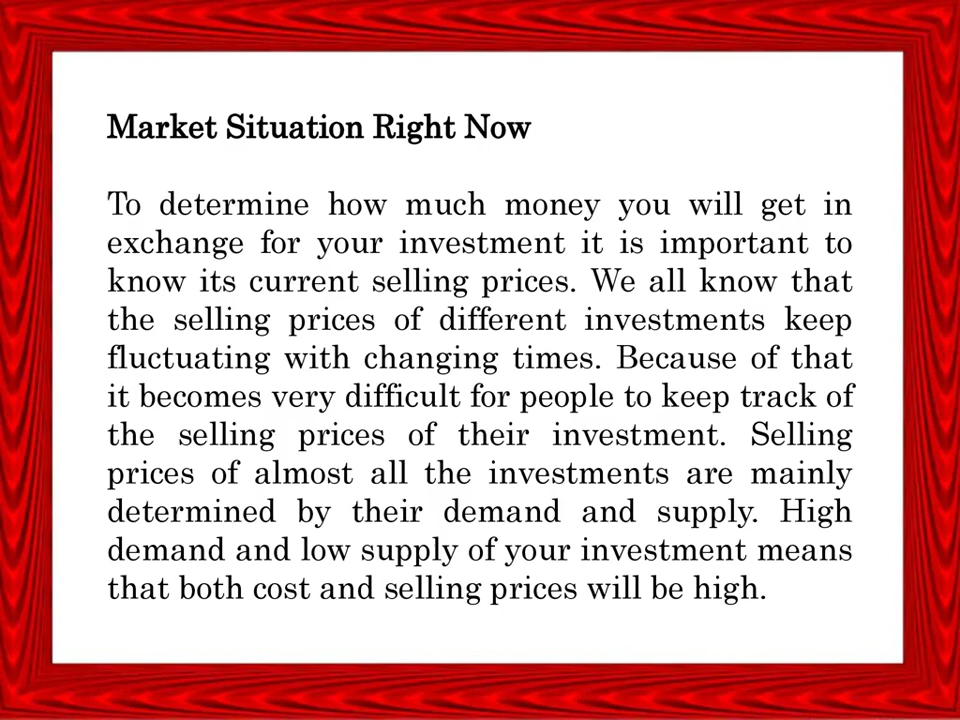 Market Situation Right Now
To determine how much money you will get in
exchange for your investment it is important to
know its current selling prices. We all know that
the selling prices of different investments keep
fluctuating with changing times. Because of that
it becomes very difficult for people to keep track of
the selling prices of their investment. Selling
prices of almost all the investments are mainly
determined by their demand and supply. High
demand and low supply of your investment means
that both cost and selling prices will be high.